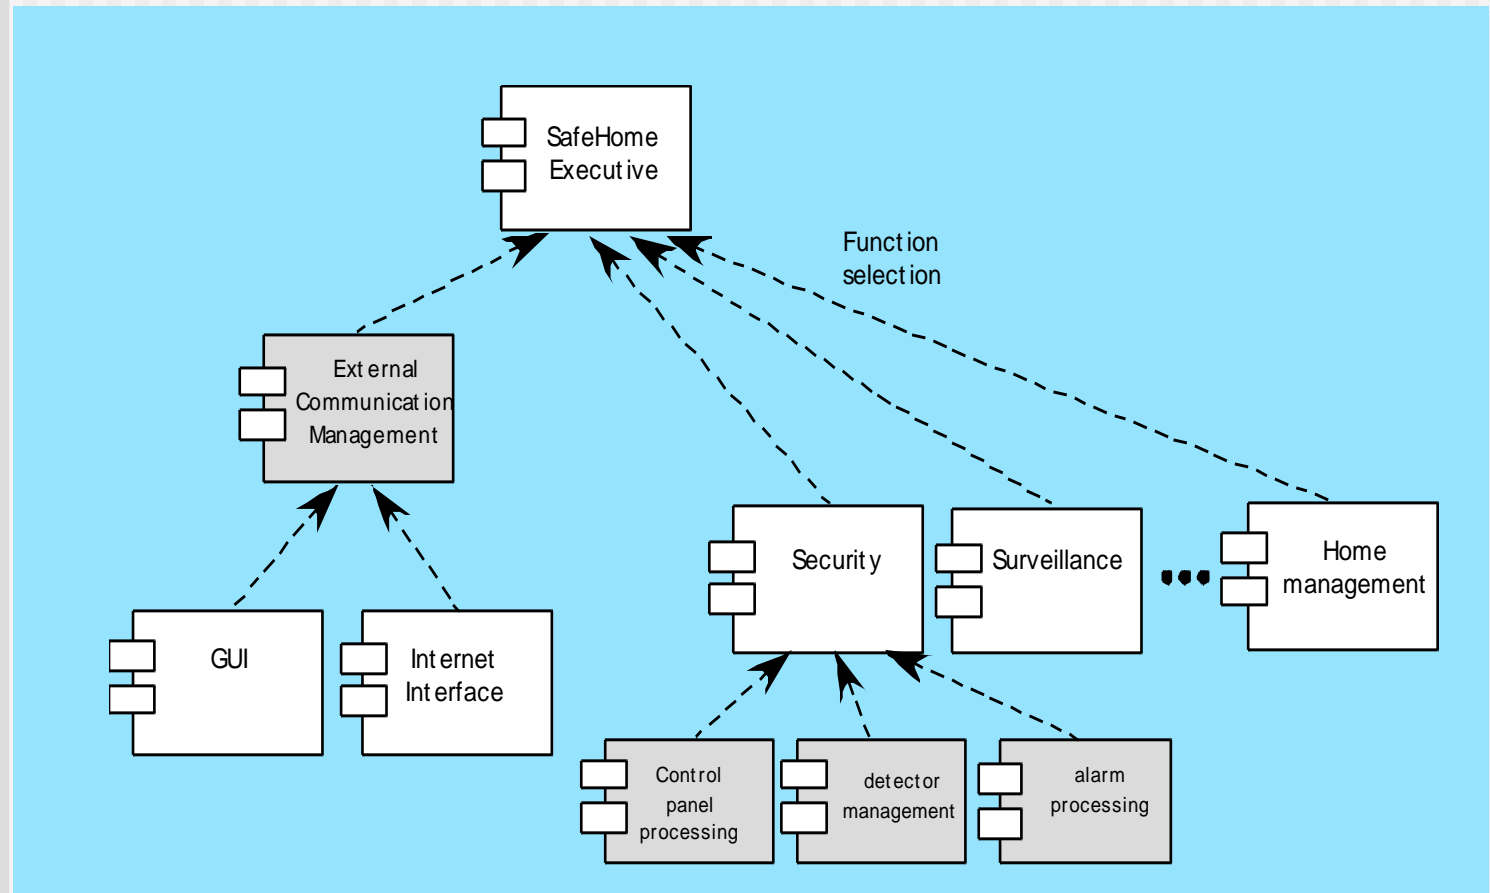 SafeHome
Executive
Function
selection
External
Communication
Management
Security
Surveillance
Home
management
GUI
Internet
Interface
Control
panel
processing
detector
management
alarm
processing